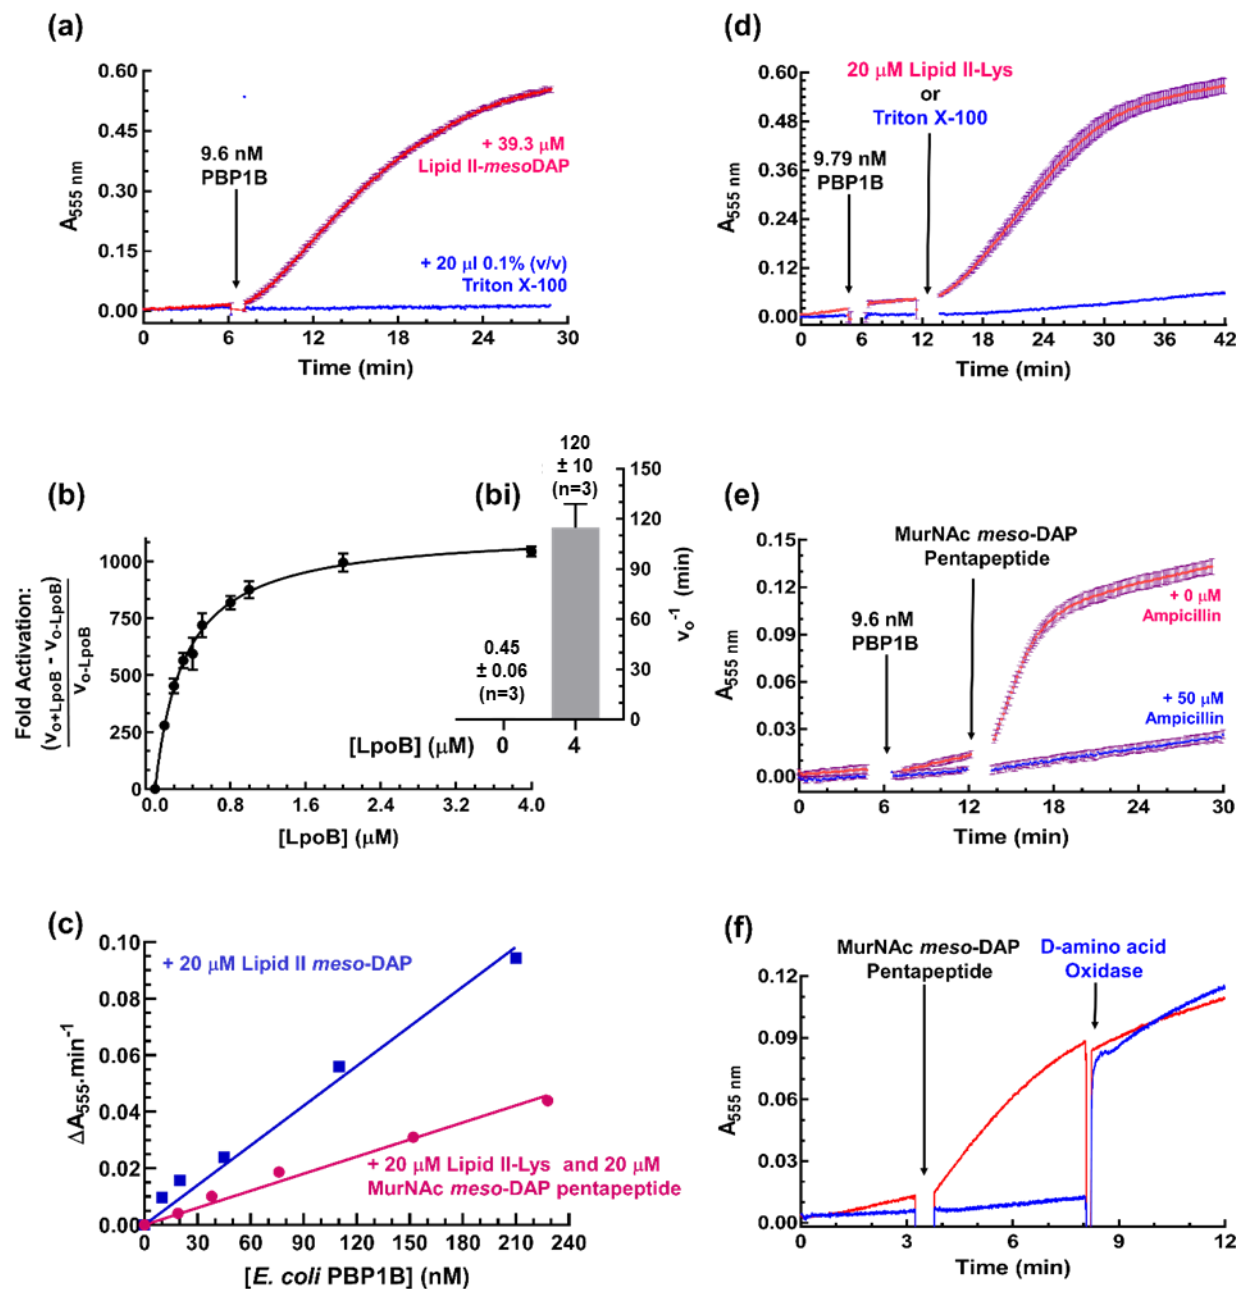 (a)
0.60
0.45
0.30
0.15
0.00
A555 nm
9.6 nM
PBP1B
+ 39.3 μM
Lipid II-mesoDAP
+ 20 μl 0.1% (v/v)
Triton X-100
0 6 12 18 24 30
Time (min)
(d)
0.60
0.48
0.36
0.24
0.12
0.00
A555 nm
20 μM Lipid II-Lys
or
Triton X-100
9.79 nM
PBP1B
0 6 12 18 24 30 36 42
Time (min)
(b)
1000
750
500
250
0
Fold Activation:
(vo+LpoB - vo-LpoB)
vo-LpoB
0.0 0.8 1.6 2.4 3.2 4.0
[LpoB] (μM)
(bi)
120
± 10
(n=3)
0.45
± 0.06
(n=3)
150
120
90
60
30
0
vo-1 (min)
[LpoB] (μM) 0 4
(e)
0.15
0.12
0.09
0.06
0.03
0.00
A555 nm
MurNAc meso-DAP
Pentapeptide
9.6 nM
PBP1B
+ 0 μM
Ampicillin
+ 50 μM
Ampicillin
0 6 12 18 24 30
Time (min)
(c)
0.10
0.08
0.06
0.04
0.02
0.00
ΔA555.min-1
+ 20 μM Lipid II meso-DAP
+ 20 μM Lipid II-Lys and 20 μM
MurNAc meso-DAP pentapeptide
0 30 60 90 120 150 180 210 240
[E. coli PBP1B] (nM)
(f)
0.12
0.09
0.06
0.03
0.00
A555 nm
MurNAc meso-DAP
Pentapeptide
D-amino acid
Oxidase
0 3 6 9 12
Time (min)